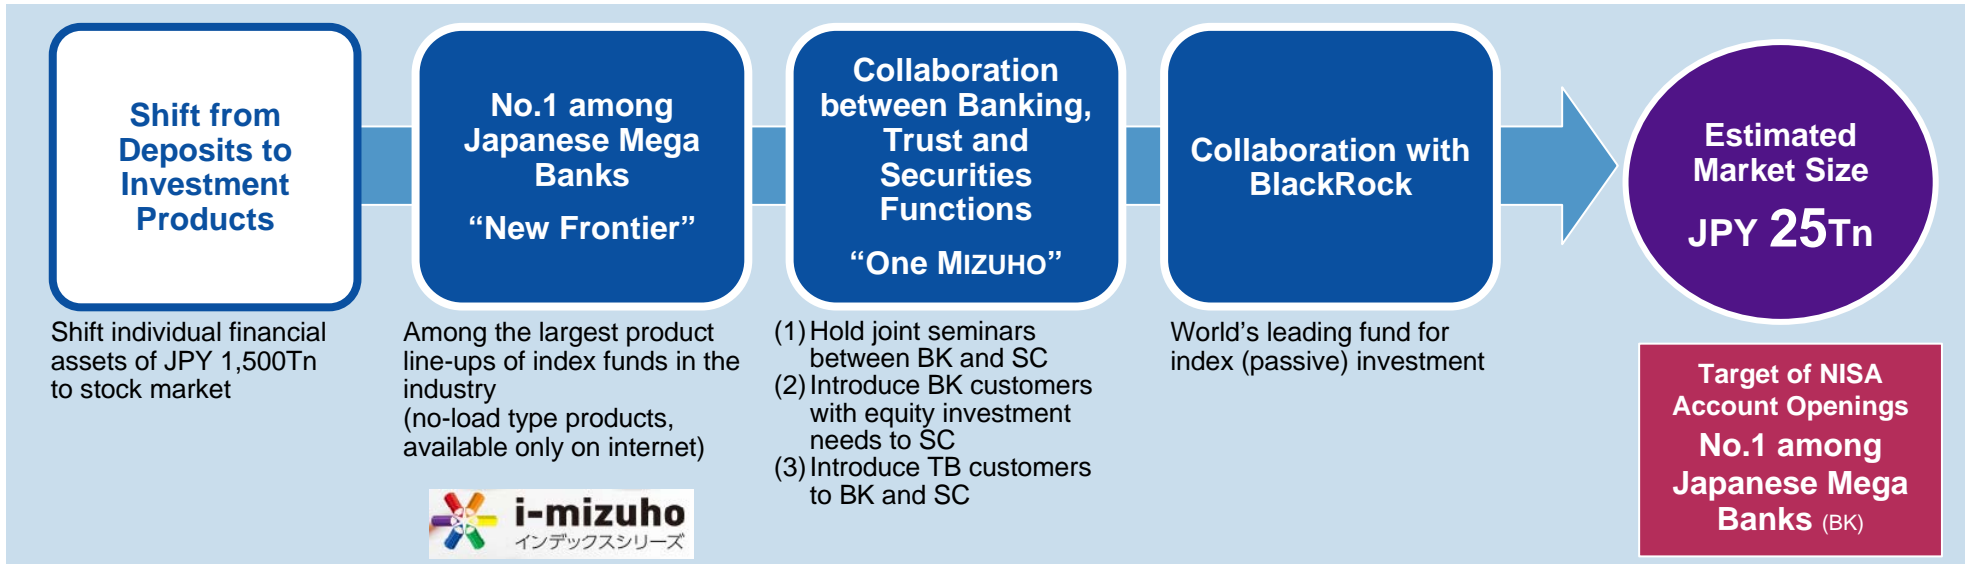 Shift from
Deposits to
Investment
Products
Shift individual financial
assets of JPY 1,500Tn
to stock market
No.1 among
Japanese Mega
Banks
“New Frontier”
Among the largest product
line-ups of index funds in the
industry
(no-load type products,
available only on internet)
i-mizuho
インデックスシリーズ
Collaboration
between Banking,
Trust and
Securities
Functions
“One MIZUHO”
(1) Hold joint seminars
between BK and SC
(2) Introduce BK customers
with equity investment
needs to SC
(3) Introduce TB customers
to BK and SC
Collaboration with
BlackRock
World’s leading fund for
index (passive) investment
Estimated
Market Size
JPY 25Tn
Target of NISA
Account Openings
No.1 among
Japanese Mega
Banks (BK)